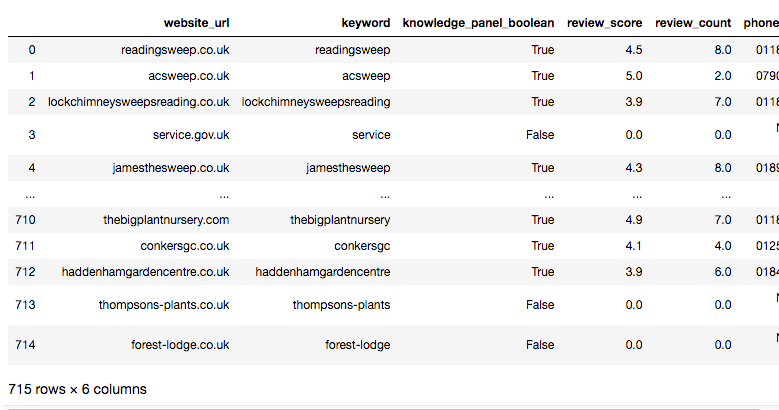 website_url keyword knowledge_panel_boolean review_score review_count phone
0 readingsweep.co.uk readingsweep True 4.5 8.0 0118
1 acsweep.co.uk acsweep True 5.0 2.0 0790
2 lockchimneysweepsreading.co.uk lockchimneysweepsreading True 3.9 7.0 0118
3 service.gov.uk service False 0.0 0.0
4 jamesthesweep.co.uk jamesthesweep True 4.3 8.0 0189
... ... ... ... ... ...
710 thebigplantnursery.com thebigplantnursery True 4.9 7.0 0118
711 conkersgc.co.uk conkersgc True 4.1 4.0 0125
712 haddenhamgardencentre.co.uk haddenhamgardencentre True 3.9 6.0 0184
713 thompsons-plants.co.uk thompsons-plants False 0.0 0.0
714 forest-lodge.co.uk forest-lodge False 0.0 0.0
715 rows × 6 columns